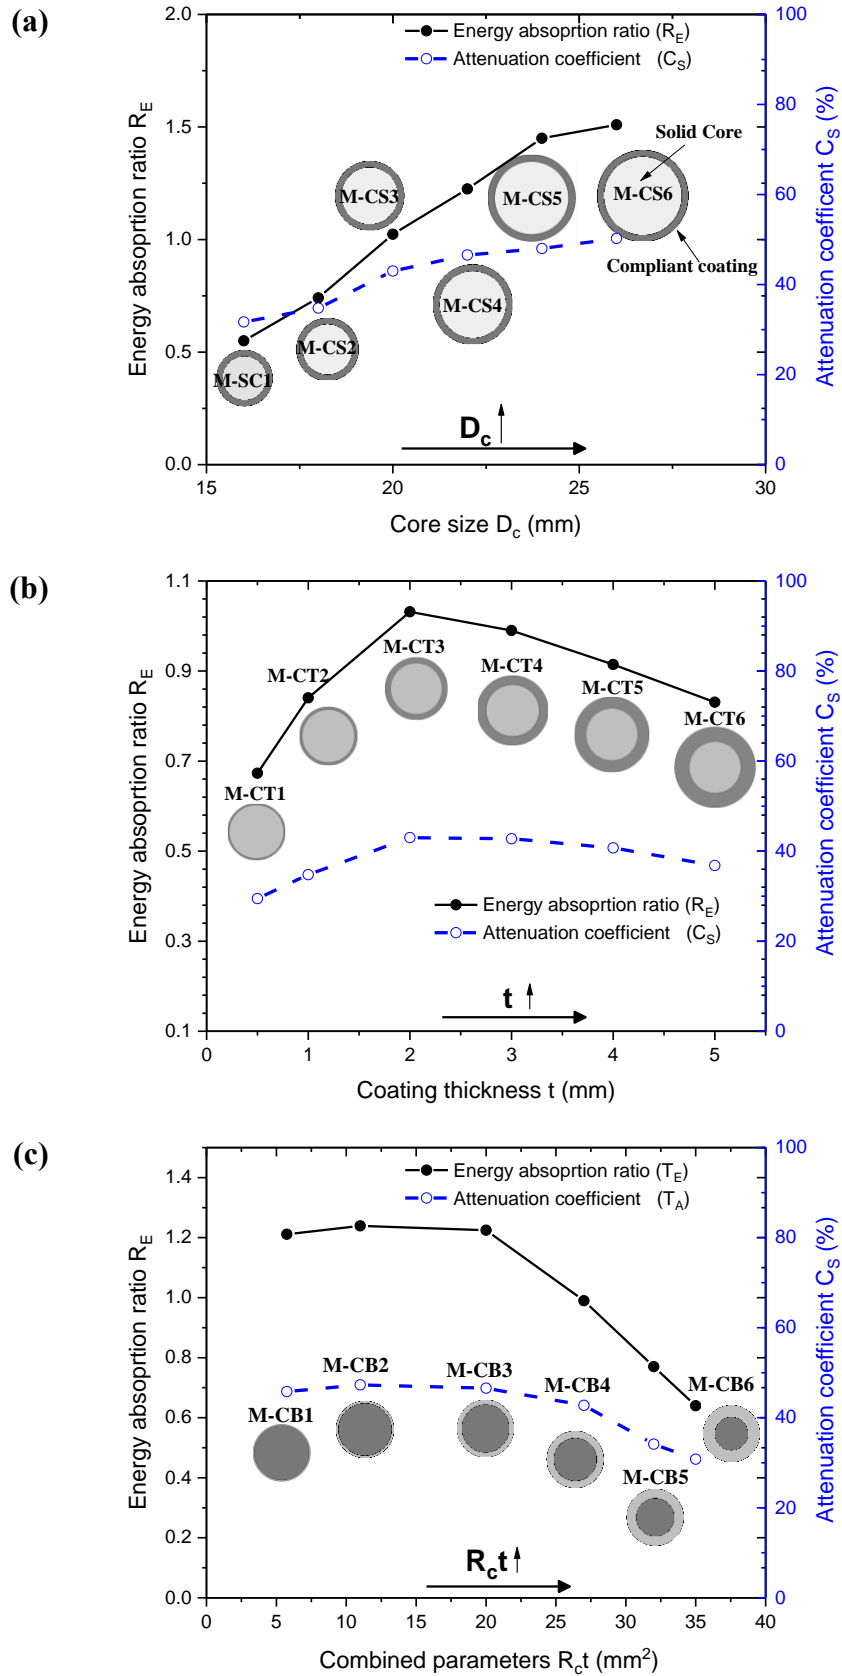 (a)
2.0
1.5
1.0
0.5
0.0
Energy absoprtion ratio R_E
Energy absoprtion ratio (R_E)
Attenuation coefficient (C_S)
100
80
60
40
20
0
Attenuation coefficent C_S (%)
Solid Core
M-CS3
M-CS5
M-CS6
Compliant coating
M-CS4
M-CS2
M-SC1
D_c
15
20
25
30
Core size D_c (mm)
(b)
1.1
0.9
0.7
0.5
0.3
0.1
Energy absoprtion ratio R_E
100
80
60
40
20
0
Attenuation coefficient C_S (%)
M-CT3
M-CT4
M-CT2
M-CT5
M-CT6
M-CT1
Energy absoprtion ratio (R_E)
Attenuation coefficient (C_S)
t
0
1
2
3
4
5
Coating thickness t (mm)
(c)
1.4
1.2
1.0
0.8
0.6
0.4
0.2
0.0
Energy absoprtion ratio R_E
Energy absoprtion ratio (T_E)
Attenuation coefficient (T_A)
100
80
60
40
20
0
Attenuation coefficient C_S (%)
M-CB2
M-CB3
M-CB4
M-CB6
M-CB1
M-CB5
R_ct
0
5
10
15
20
25
30
35
40
Combined parameters R_ct (mm²)